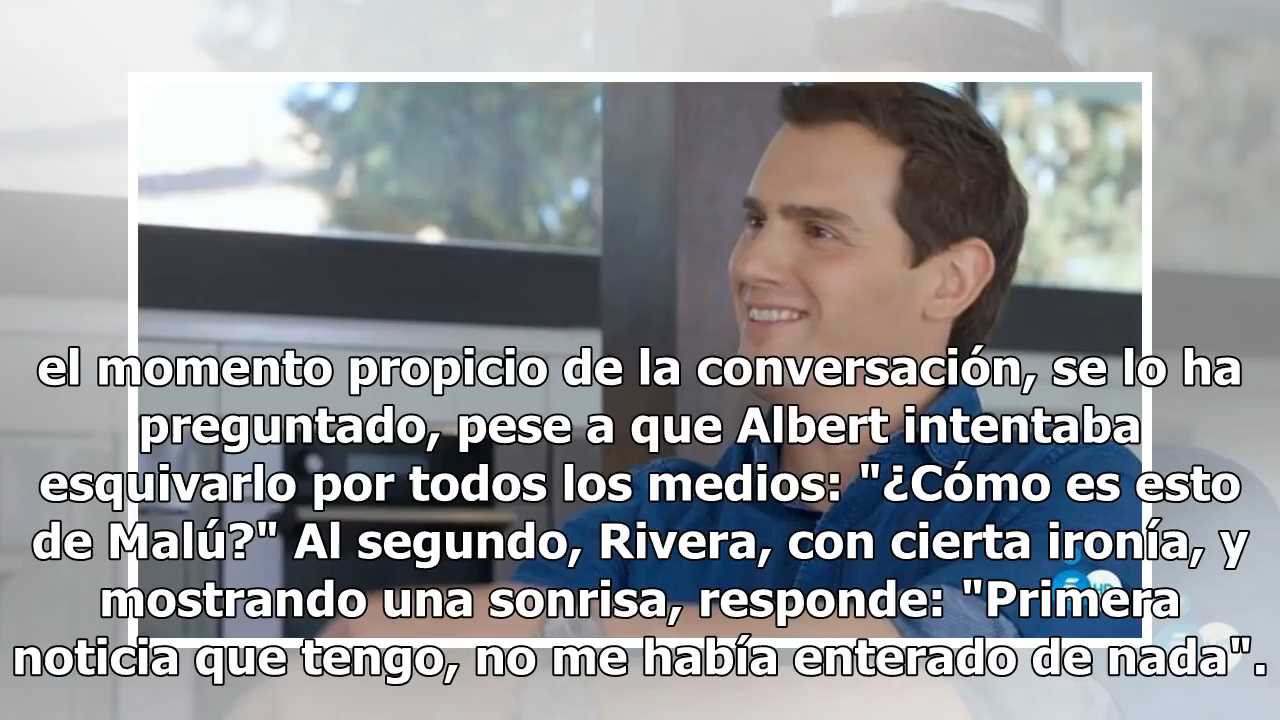 el momento propicio de la conversación, se lo ha
preguntado, pese a que Albert intentaba
esquivarlo por todos los medios: "¿Cómo es esto
de Malú?" Al segundo, Rivera, con cierta ironía, y
mostrando una sonrisa, responde: "Primera
noticia que tengo, no me había enterado de nada".